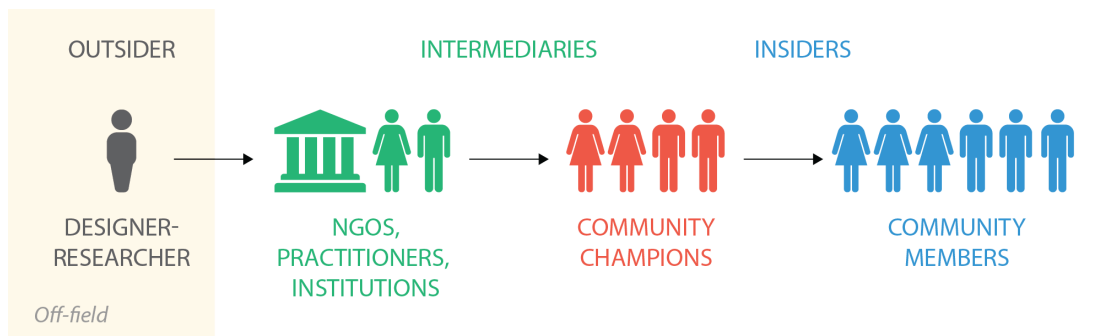 OUTSIDER
INTERMEDIARIES
INSIDERS
DESIGNER-
RESEARCHER
NGOS,
PRACTITIONERS,
INSTITUTIONS
COMMUNITY
CHAMPIONS
COMMUNITY
MEMBERS
Off-field